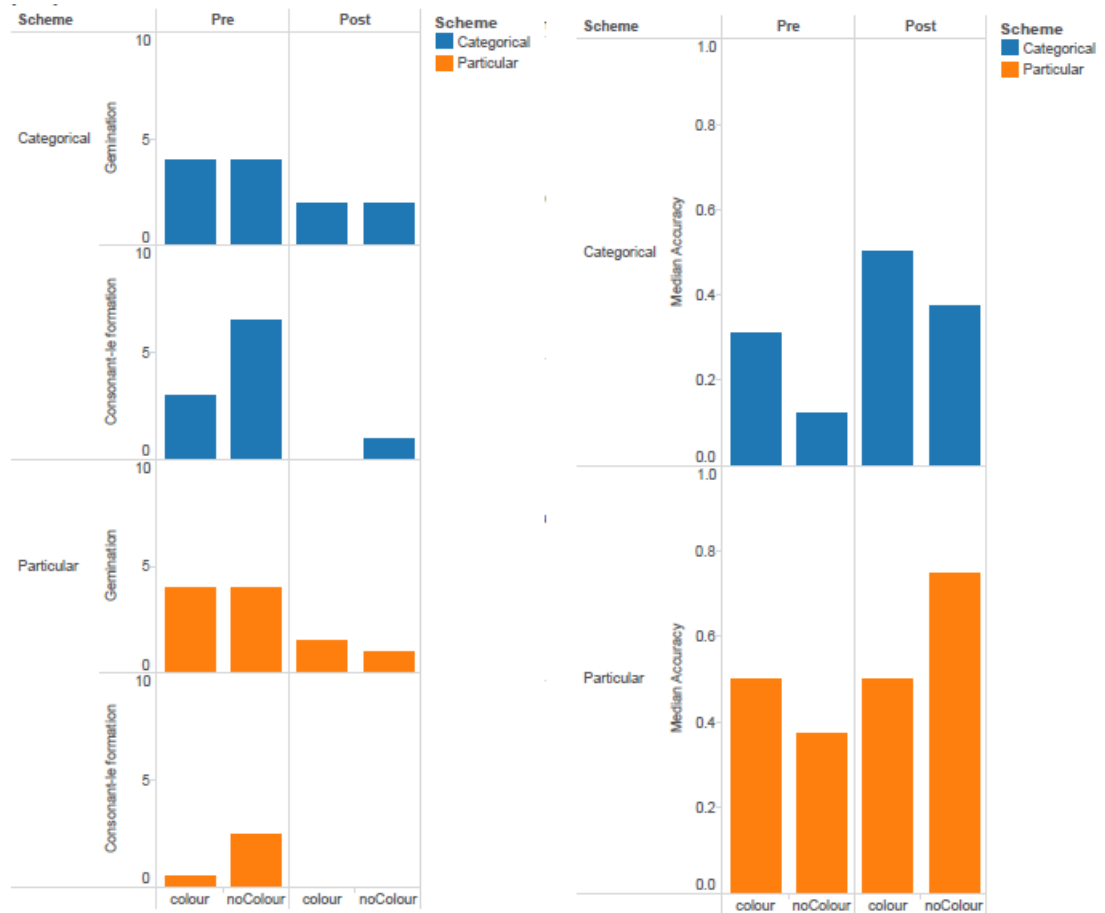 Scheme Pre Post
Scheme
Categorical
Particular
Categorical
Gemination
10
5
0
Consonant-le formation
10
5
0
Particular
Gemination
10
5
0
Consonant-le formation
10
5
0
colour noColour colour noColour
Scheme Pre Post
Scheme
Categorical
Particular
Categorical
Median Accuracy
1.0
0.8
0.6
0.4
0.2
0.0
Particular
Median Accuracy
1.0
0.8
0.6
0.4
0.2
0.0
colour noColour colour noColour